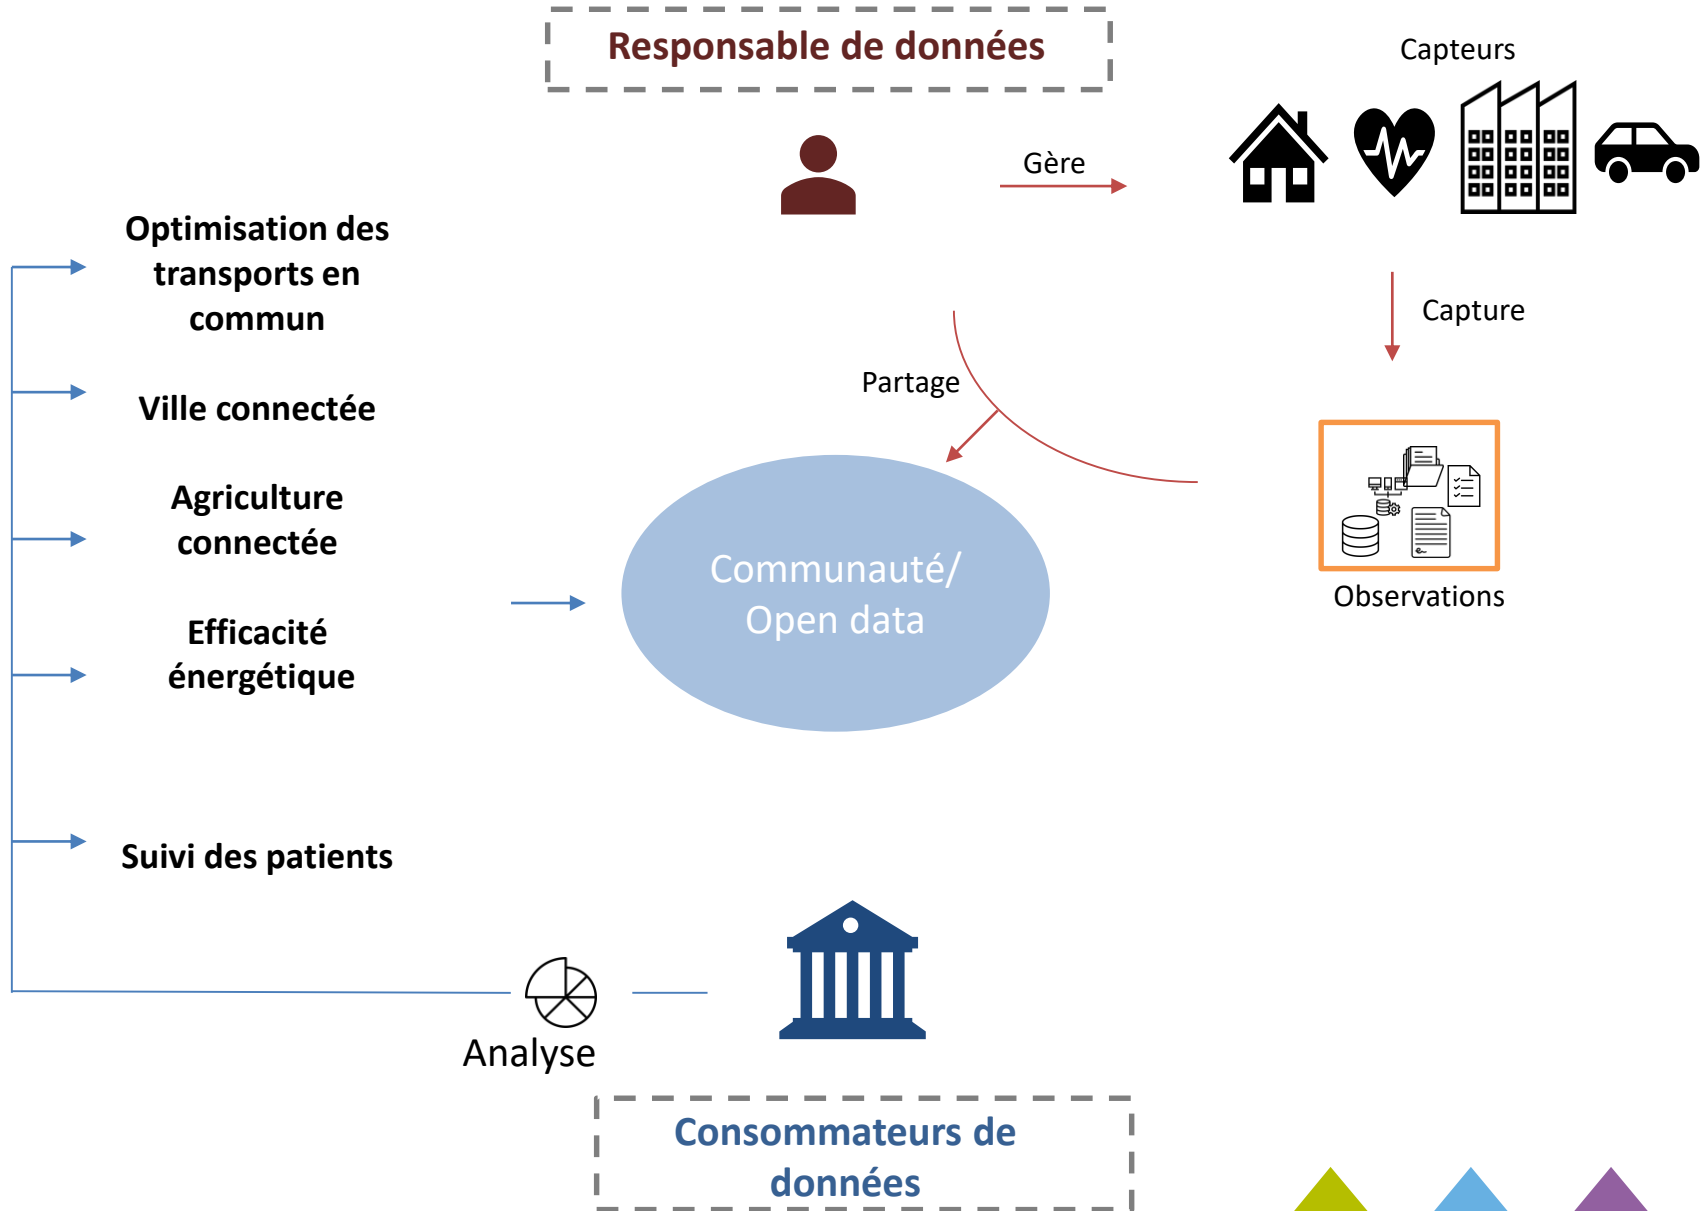 Responsable de données
Capteurs
Gère
Optimisation des
transports en
commun
Capture
Partage
Ville connectée
Agriculture
connectée
Communauté/
Open data
Observations
Efficacité
énergétique
Suivi des patients
Analyse
Consommateurs de
données